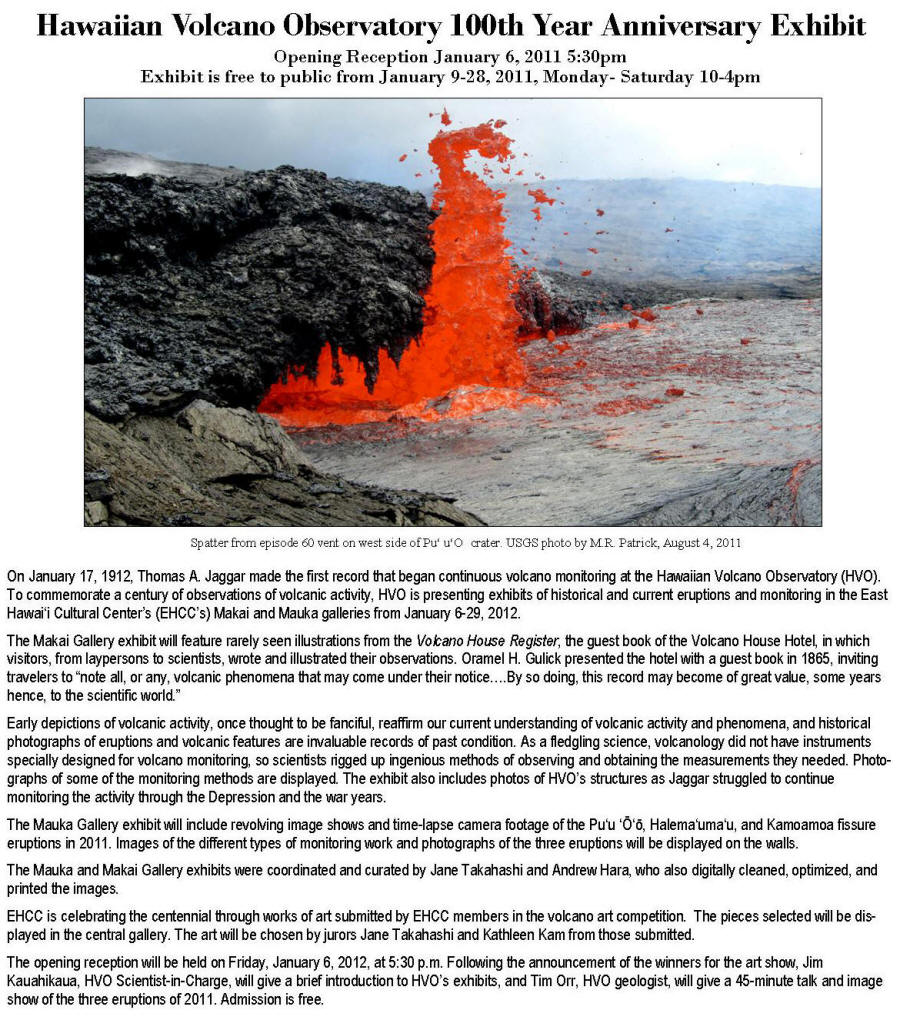 Hawaiian Volcano Observatory 100th Year Anniversary Exhibit
Opening Reception January 6, 2011 5:30pm
Exhibit is free to public from January 9-28, 2011, Monday- Saturday 10-4pm
Spatter from episode 60 vent on west side of Puʻ uʻO crater. USGS photo by M.R. Patrick, August 4, 2011
On January 17, 1912, Thomas A. Jaggar made the first record that began continuous volcano monitoring at the Hawaiian Volcano Observatory (HVO).
To commemorate a century of observations of volcanic activity, HVO is presenting exhibits of historical and current eruptions and monitoring in the East
Hawaiʻi Cultural Center’s (EHCC’s) Makai and Mauka galleries from January 6-29, 2012.
The Makai Gallery exhibit will feature rarely seen illustrations from the Volcano House Register, the guest book of the Volcano House Hotel, in which
visitors, from laypersons to scientists, wrote and illustrated their observations. Oramel H. Gulick presented the hotel with a guest book in 1865, inviting
travelers to “note all, or any, volcanic phenomena that may come under their notice….By so doing, this record may become of great value, some years
hence, to the scientific world.”
Early depictions of volcanic activity, once thought to be fanciful, reaffirm our current understanding of volcanic activity and phenomena, and historical
photographs of eruptions and volcanic features are invaluable records of past condition. As a fledgling science, volcanology did not have instruments
specially designed for volcano monitoring, so scientists rigged up ingenious methods of observing and obtaining the measurements they needed. Photo-
graphs of some of the monitoring methods are displayed. The exhibit also includes photos of HVO’s structures as Jaggar struggled to continue
monitoring the activity through the Depression and the war years.
The Mauka Gallery exhibit will include revolving image shows and time-lapse camera footage of the Puʻu ʻŌʻō, Halemaʻumaʻu, and Kamoamoa fissure
eruptions in 2011. Images of the different types of monitoring work and photographs of the three eruptions will be displayed on the walls.
The Mauka and Makai Gallery exhibits were coordinated and curated by Jane Takahashi and Andrew Hara, who also digitally cleaned, optimized, and
printed the images.
EHCC is celebrating the centennial through works of art submitted by EHCC members in the volcano art competition.  The pieces selected will be dis-
played in the central gallery. The art will be chosen by jurors Jane Takahashi and Kathleen Kam from those submitted.
The opening reception will be held on Friday, January 6, 2012, at 5:30 p.m. Following the announcement of the winners for the art show, Jim
Kauahikaua, HVO Scientist-in-Charge, will give a brief introduction to HVO’s exhibits, and Tim Orr, HVO geologist, will give a 45-minute talk and image
show of the three eruptions of 2011. Admission is free.